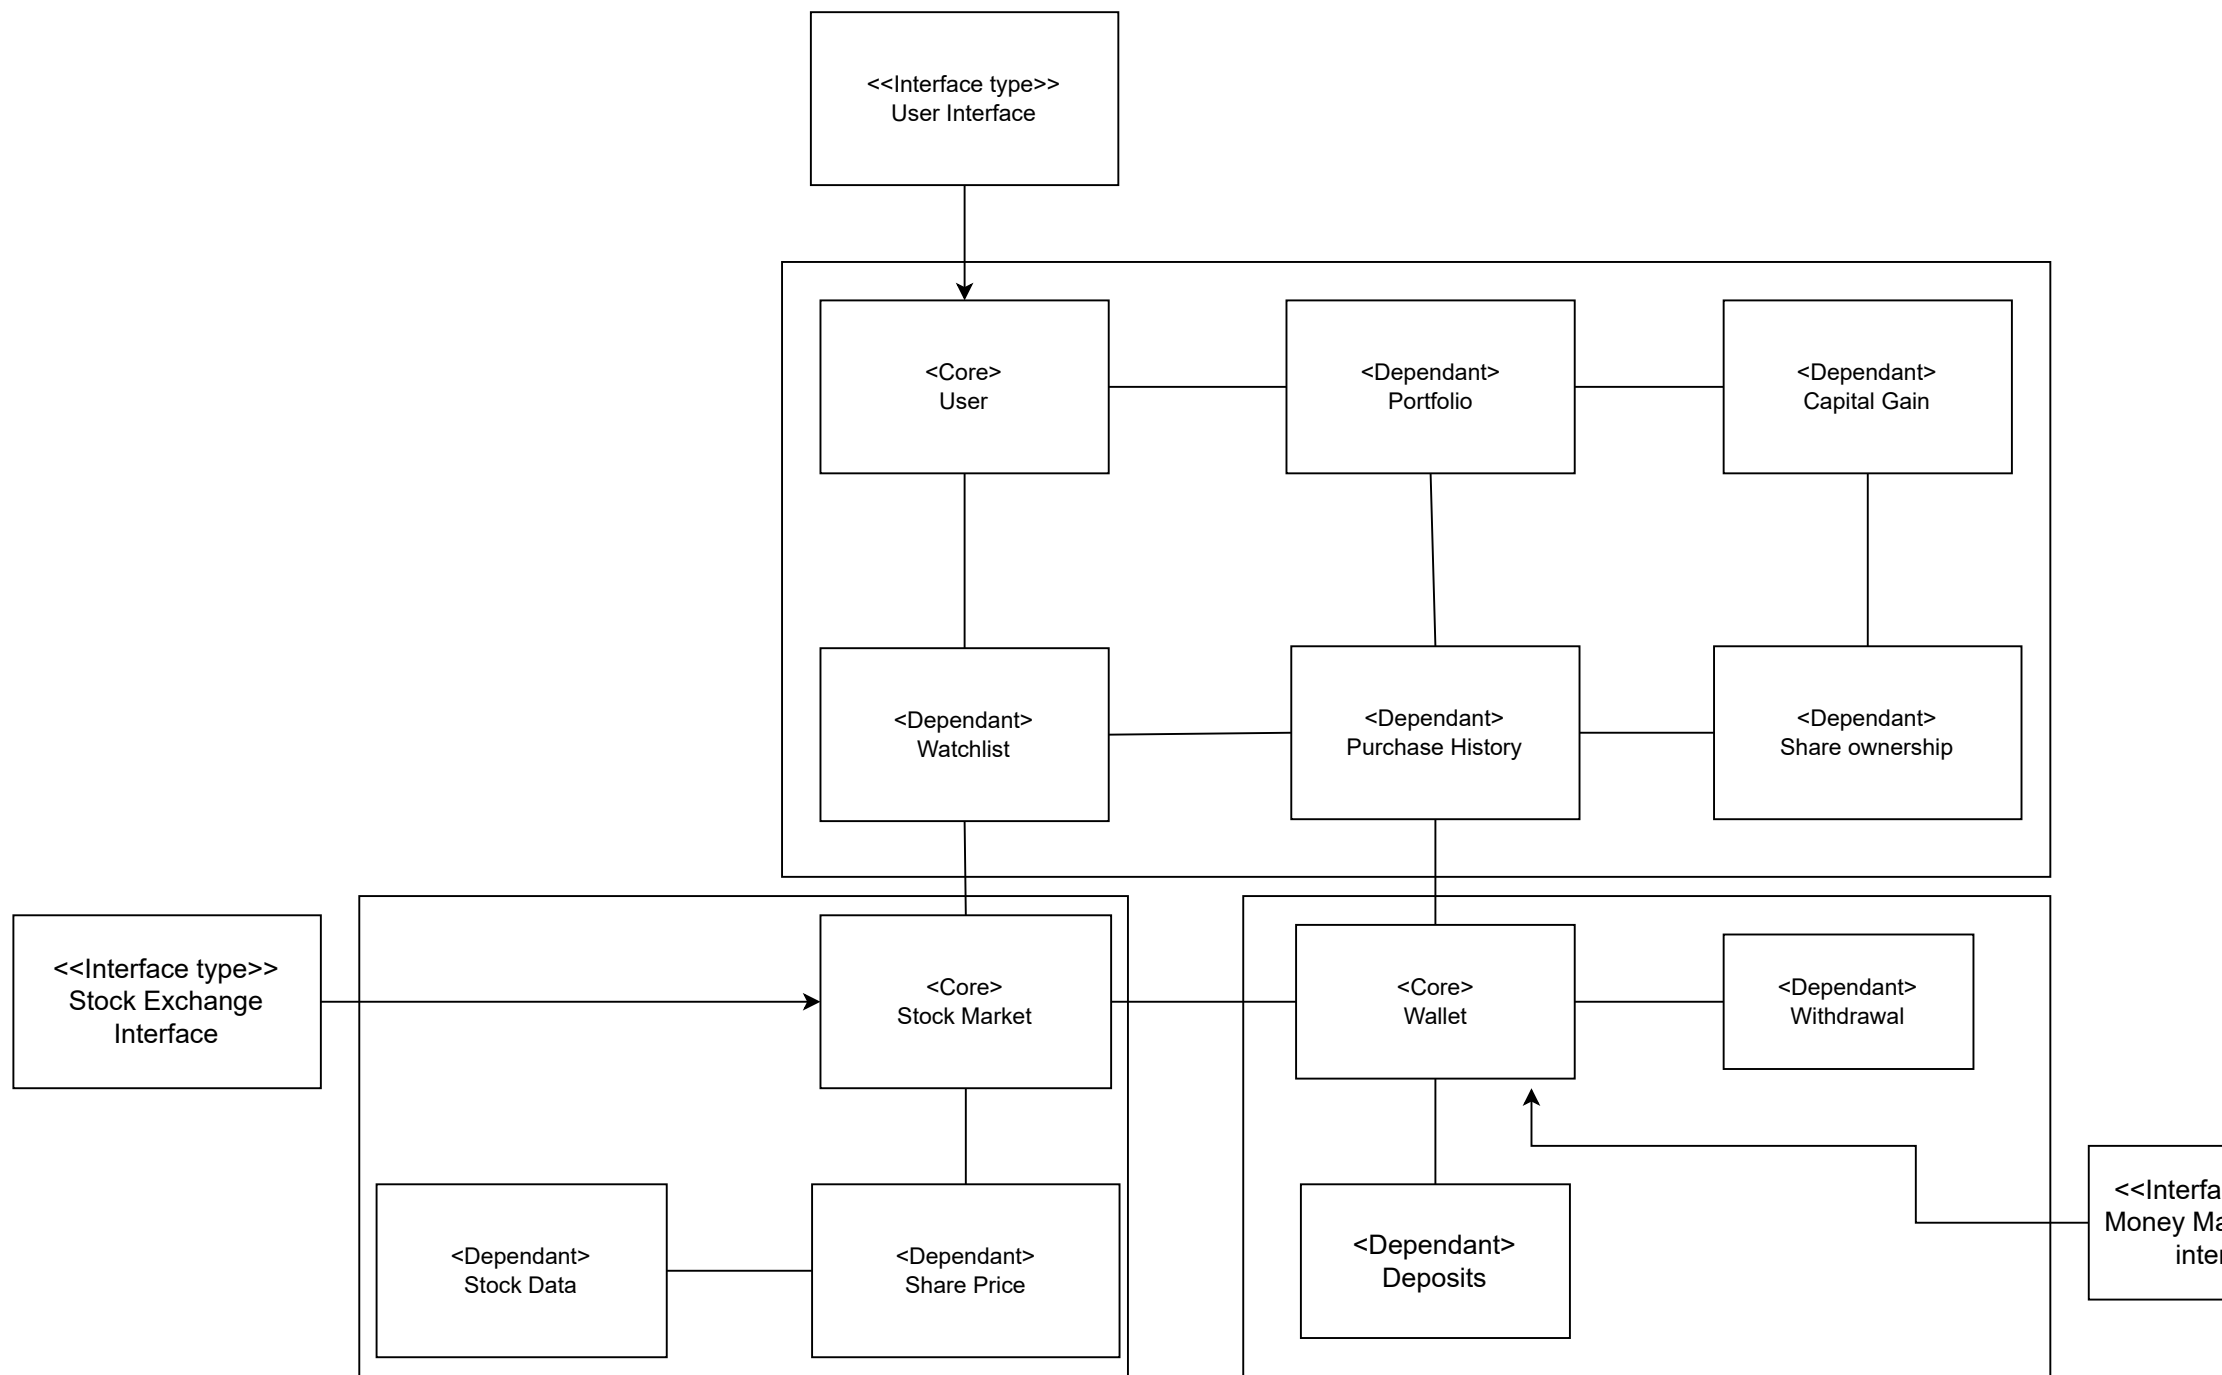 <<Interface type>>
User Interface
<Core>
User
<Dependant>
Portfolio
<Dependant>
Capital Gain
<Dependant>
Watchlist
<Dependant>
Purchase History
<Dependant>
Share ownership
<<Interface type>>
Stock Exchange
Interface
<Core>
Stock Market
<Core>
Wallet
<Dependant>
Withdrawal
<Dependant>
Stock Data
<Dependant>
Share Price
<Dependant>
Deposits
Money